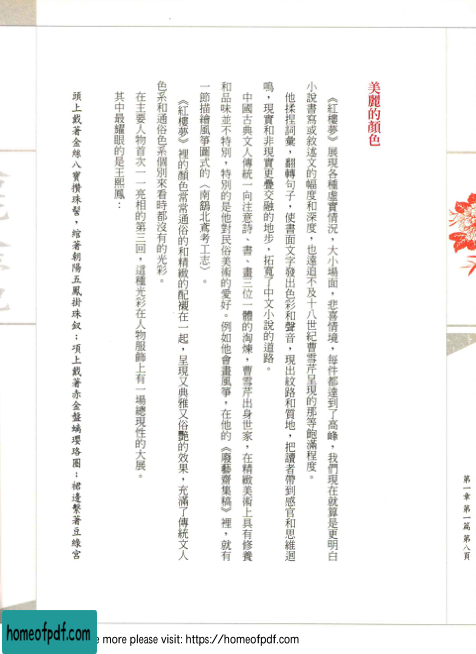 美麗的顏色
《紅樓夢》展現各種虛實情況，大小場面，悲喜情境，每件都達到了高峰，我們現在就算是更明白
小說書寫或敘述文的幅度和深度，也遠追不及十八世紀曹雪芹呈現的那等飽滿程度。
他揉捏詞彙，翻轉句子，使書面文字發出色彩和聲音，現出紋路和質地，把讀者帶到感官和思維迴
鳴，現實和非現實更疊交融的地步，拓寬了中文小說的道路。
中國古典文人傳統一向注意詩、書、畫三位一體的淘煉，曹雪芹出身世家，在精緻美術上具有修養
和品味，並不特別，特別的是他對民俗美術的愛好。例如他會畫風箏，在他的《廢藝齋集稿》裡，就有
一節描繪風箏圖式的〈南鷂北鳶考工志〉。
《紅樓夢》裡的顏色常常通俗的和精緻的配襯在一起，呈現又典雅又俗艷的效果，充滿了傳統文人
色系和通俗色系個別來看時都沒有的光彩。
在主要人物首次一一亮相的第三回，這種光彩在人物服飾上有一場總現性的大展。
其中最耀眼的是王熙鳳：
頭上戴著金絲八寶攢珠髻，綰著朝陽五鳳掛珠釵；項上戴著赤金盤螭瓔珞圈；裙邊繫著豆綠宮
第一章 第一篇 第八頁
homeofpdf.com
more please visit: https://homeofpdf.com